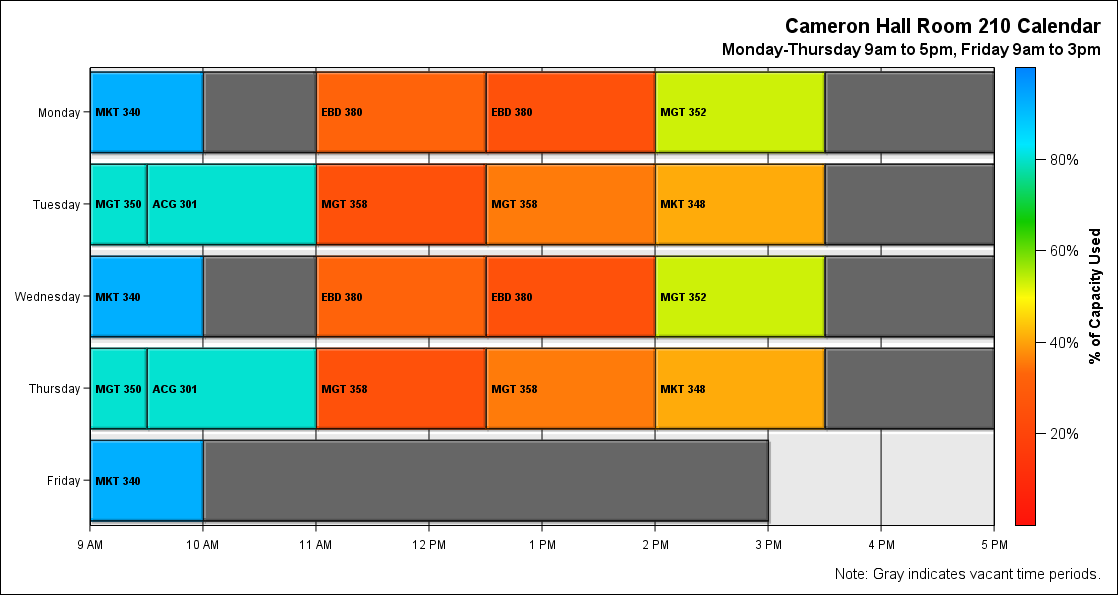 Cameron Hall Room 210 Calendar
Monday-Thursday 9am to 5pm, Friday 9am to 3pm
Monday
MKT 340
EBD 380
EBD 380
MGT 352
Tuesday
MGT 350
ACG 301
MGT 358
MGT 358
MKT 348
Wednesday
MKT 340
EBD 380
EBD 380
MGT 352
Thursday
MGT 350
ACG 301
MGT 358
MGT 358
MKT 348
Friday
MKT 340
9 AM
10 AM
11 AM
12 PM
1 PM
2 PM
3 PM
4 PM
5 PM
80%
60%
40%
20%
% of Capacity Used
Note: Gray indicates vacant time periods.